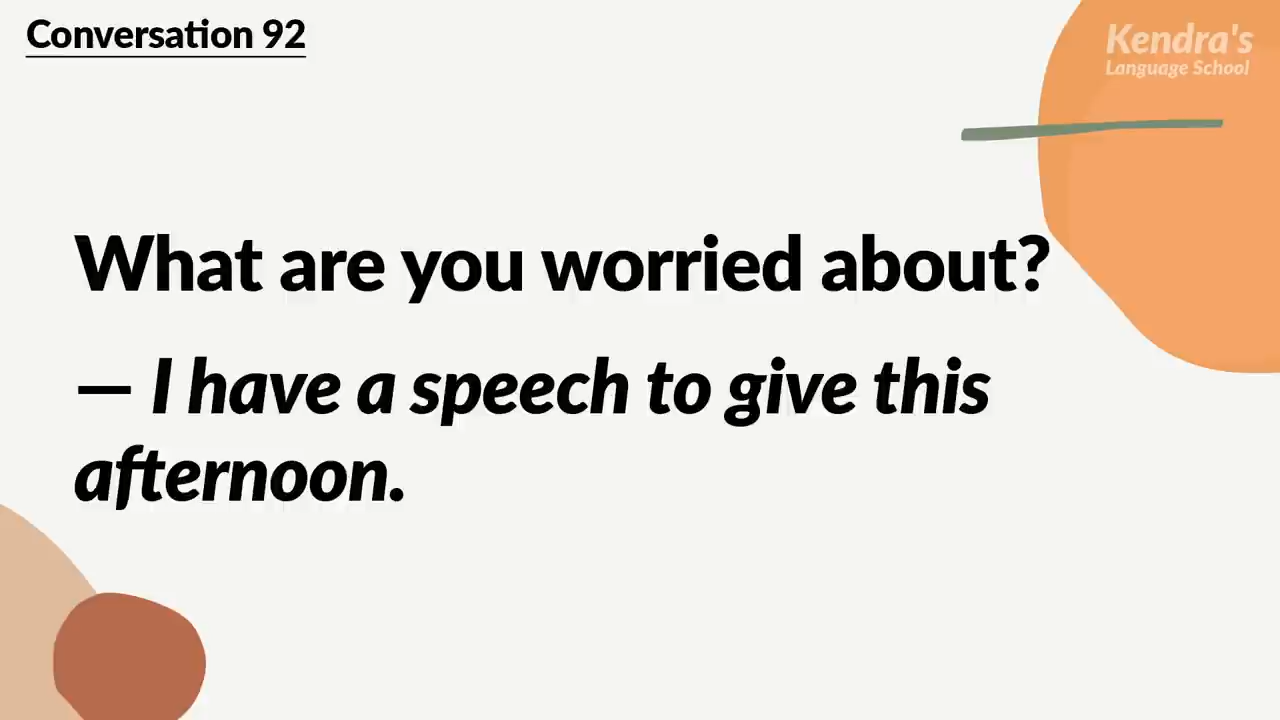 Conversation 92
Kendra's
Language School
What are you worried about?
— I have a speech to give this
afternoon.